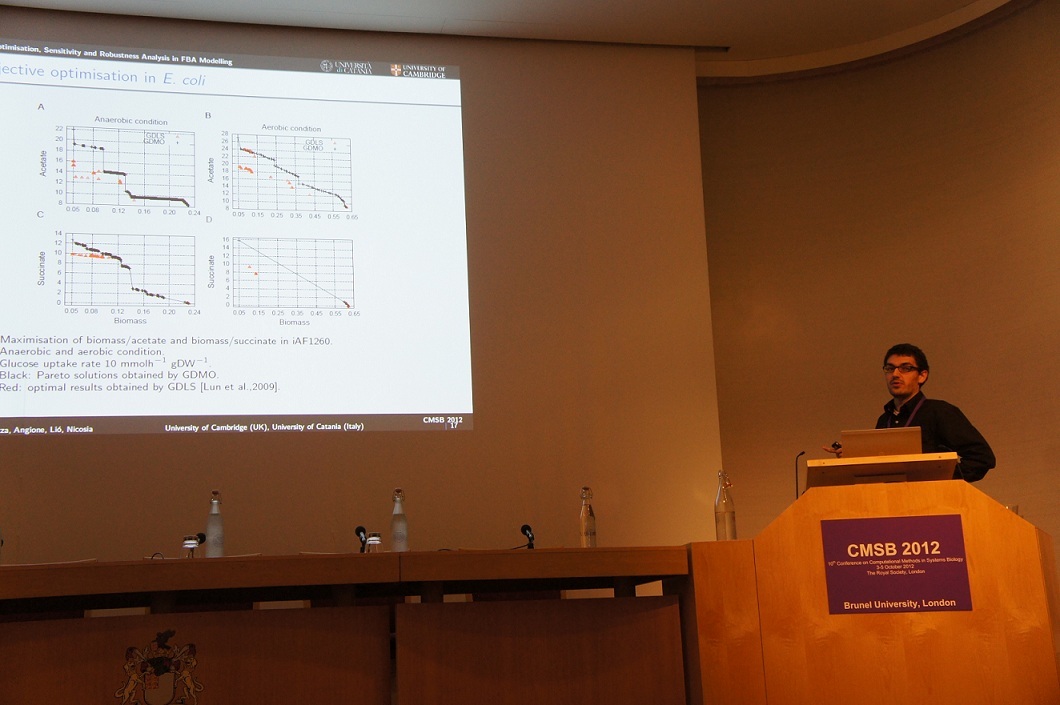 timisation, Sensitivity and Robustness Analysis in FBA Modelling
UNIVERSITÀ di CATANIA
UNIVERSITY OF CAMBRIDGE
jective optimisation in E. coli
A
Anaerobic condition
GDLS
GDMO
Acetate
22
20
18
16
14
12
10
8
0.05 0.08 0.12 0.16 0.20 0.24
B
Aerobic condition
GDLS
GDMO
Acetate
28
26
24
22
20
18
16
14
12
10
8
0.05 0.15 0.25 0.35 0.45 0.55 0.65
C
Succinate
14
12
10
8
6
4
2
0
0.05 0.08 0.12 0.16 0.20 0.24
Biomass
D
Succinate
16
14
12
10
8
6
4
2
0
0.05 0.15 0.25 0.35 0.45 0.55 0.65
Biomass
Maximisation of biomass/acetate and biomass/succinate in iAF1260.
Anaerobic and aerobic condition.
Glucose uptake rate 10 mmolh⁻¹ gDW⁻¹
Black: Pareto solutions obtained by GDMO.
Red: optimal results obtained by GDLS [Lun et al.,2009].
za, Angione, Lió, Nicosia
University of Cambridge (UK), University of Catania (Italy)
CMSB 2012
17
CMSB 2012
10th Conference on Computational Methods in Systems Biology
3-5 October 2012
The Royal Society, London
Brunel University, London